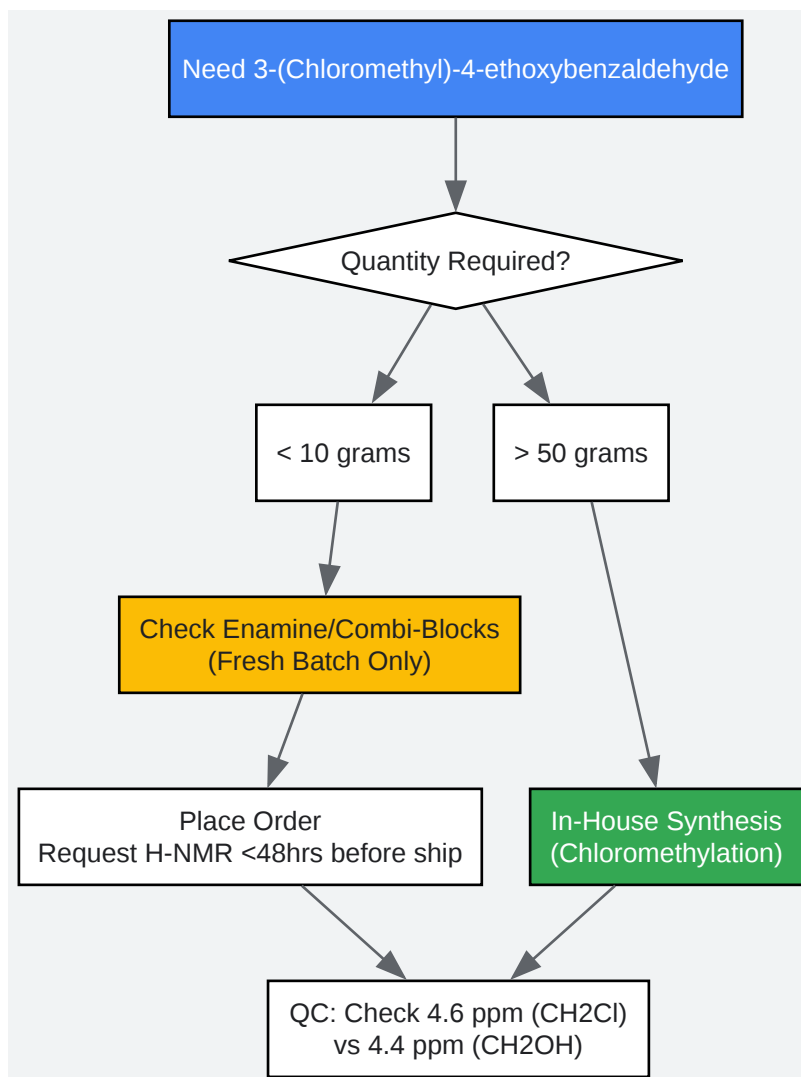 Need 3-(Chloromethyl)-4-ethoxybenzaldehyde
Quantity Required?
< 10 grams
> 50 grams
Check Enamine/Combi-Blocks
(Fresh Batch Only)
Place Order
Request H-NMR <48hrs before ship
In-House Synthesis
(Chloromethylation)
QC: Check 4.6 ppm (CH2Cl)
vs 4.4 ppm (CH2OH)